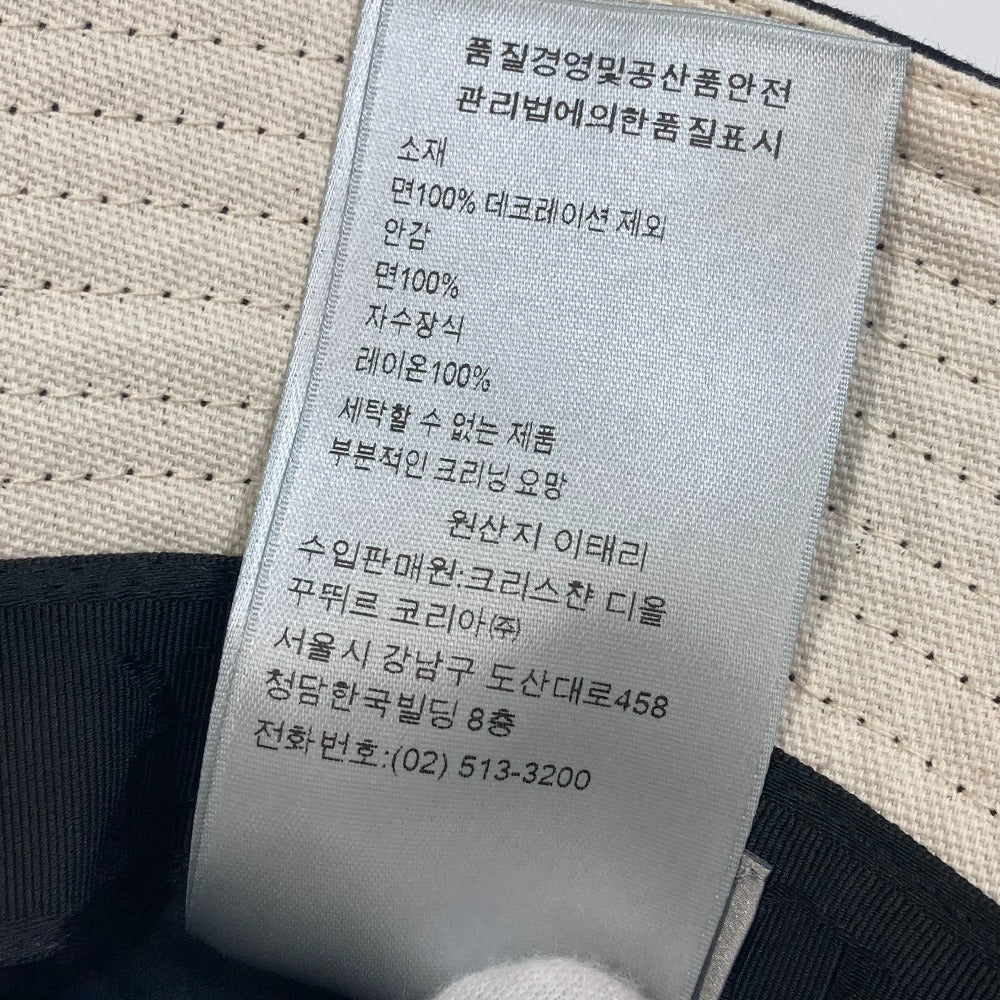 품질경영및공산품안전
관리법에의한품질표시
소재
면100% 데코레이션 제외
안감
면100%
자수장식
레이온100%
세탁할 수 없는 제품
부분적인 크리닝 요망
원산지 이태리
수입판매원:크리스챤 디올
꾸뛰르 코리아㈜
서울시 강남구 도산대로458
청담한국빌딩 8층
전화번호:(02) 513-3200